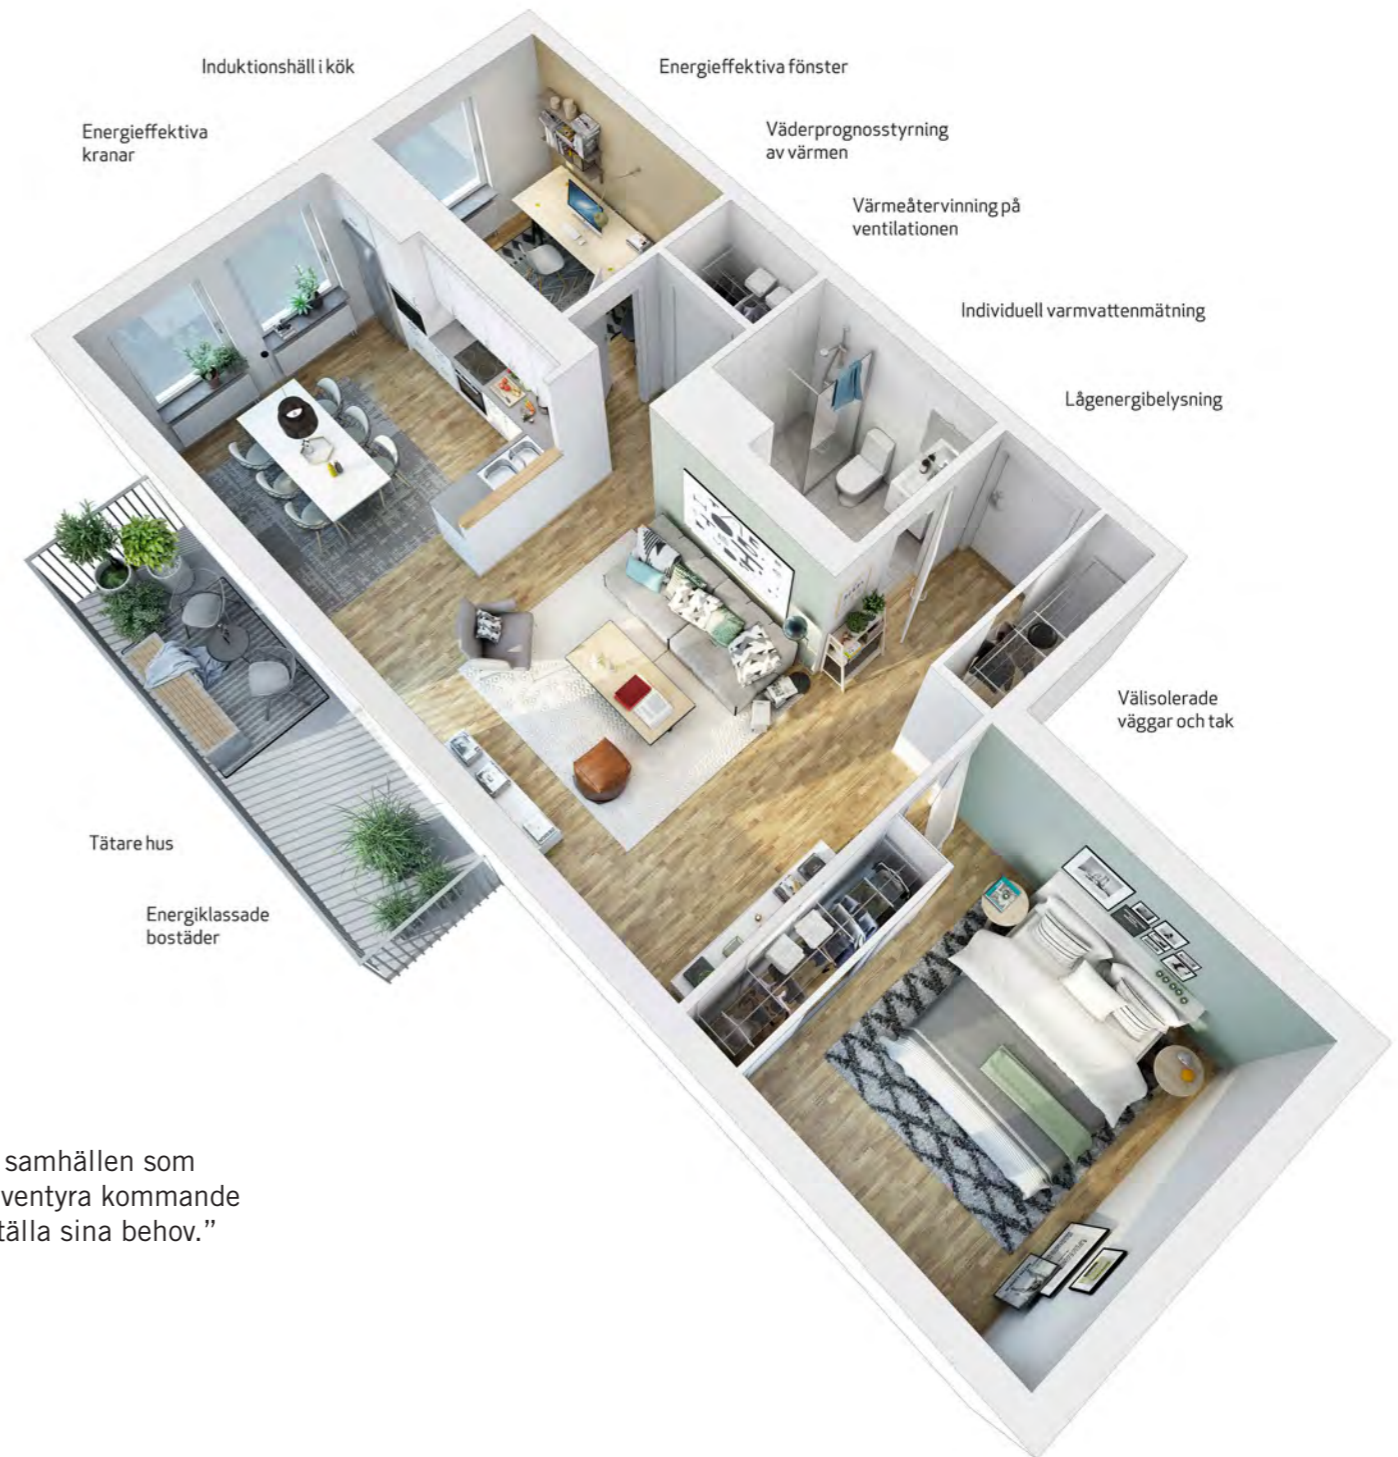 Induktionshäll i kök
Energieffektiva fönster
Energieffektiva
kranar
Väderprognosstyrning
av värmen
Värmeåtervinning på
ventilationen
Individuell varmvattenmätning
Lågenergibelysning
Välisolerade
väggar och tak
Tätare hus
Energiklassade
bostäder
samhällen som
ventyra kommande
tälla sina behov.”